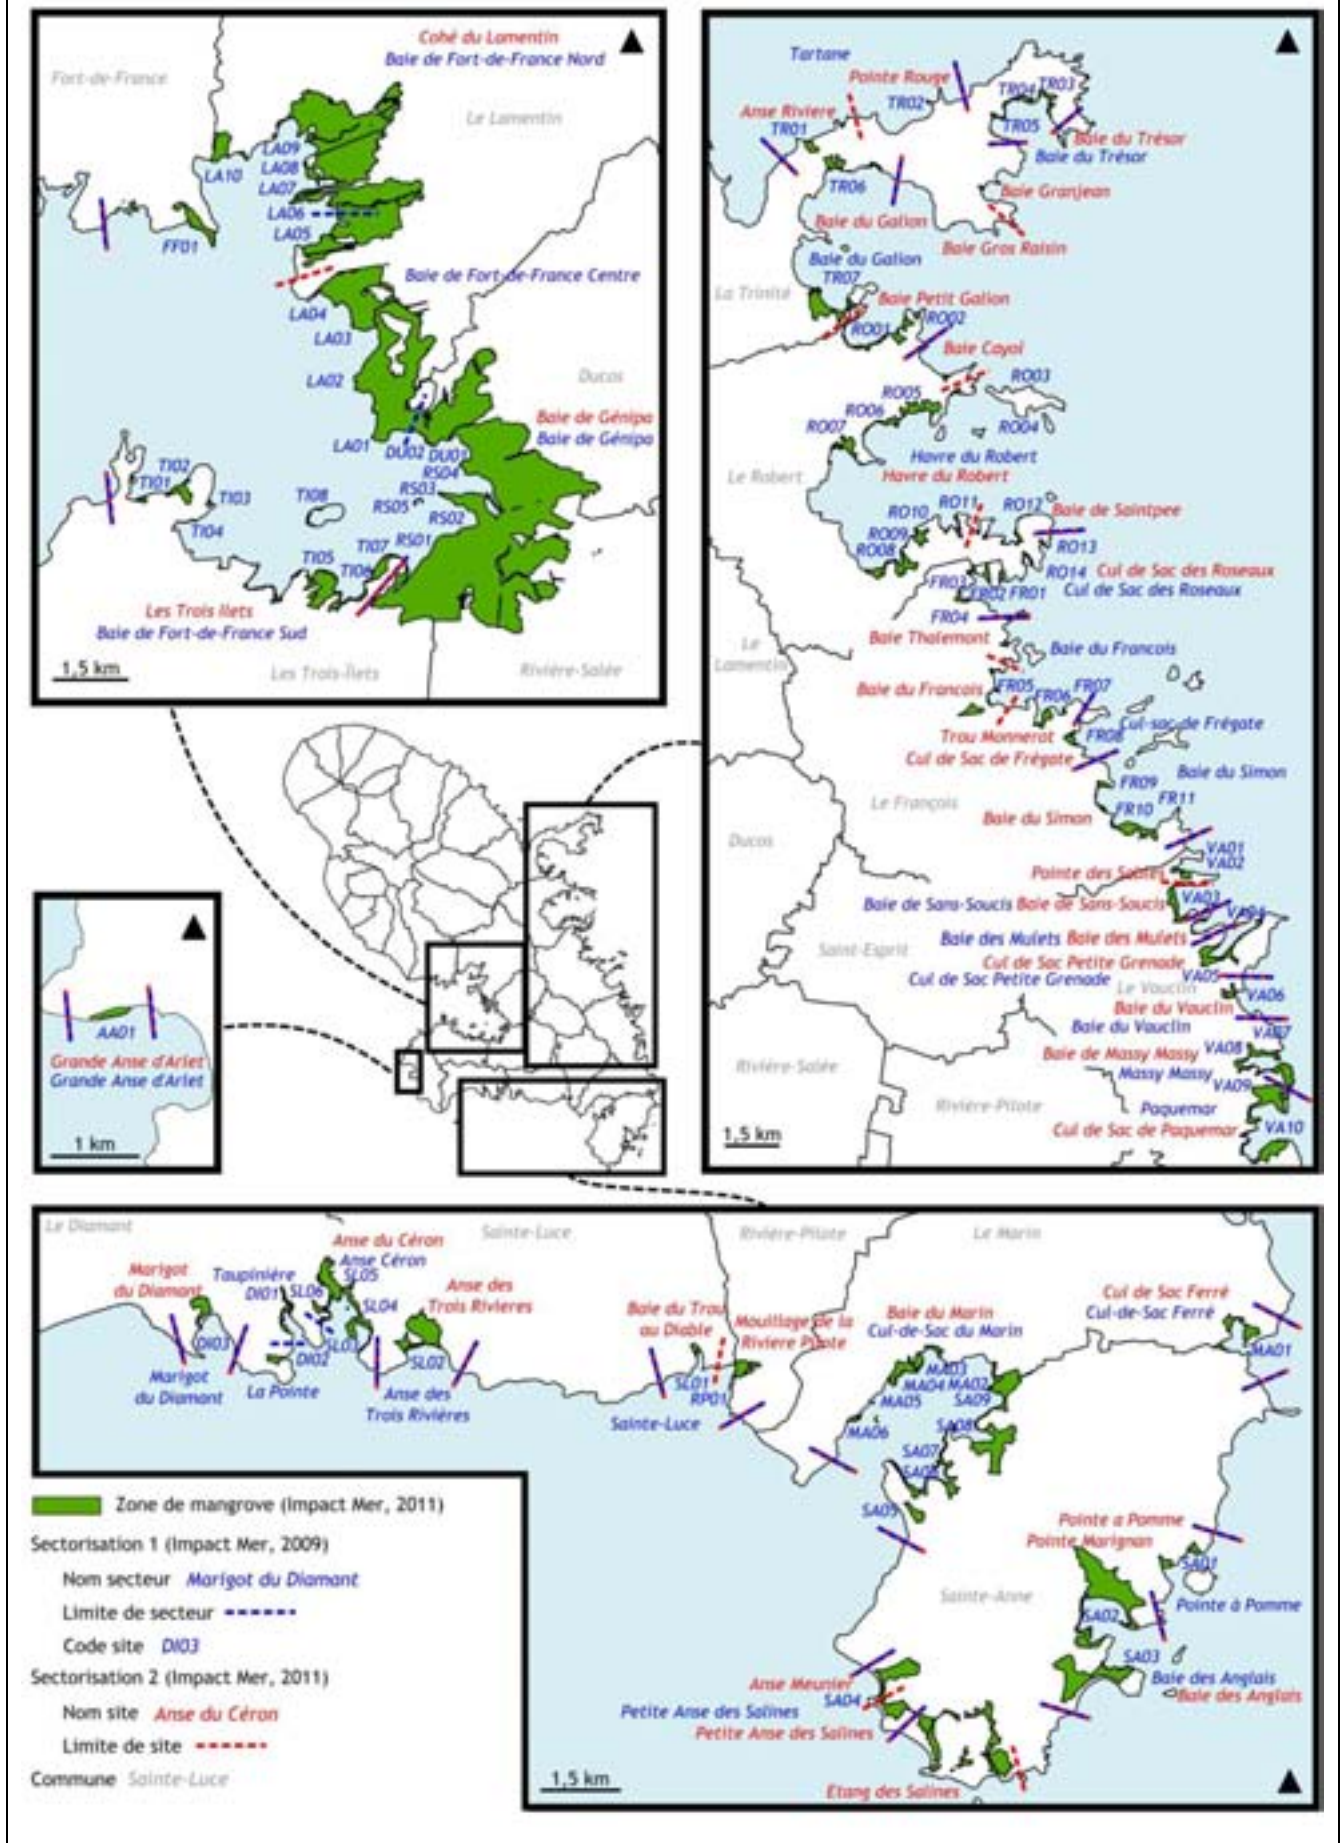 Cohé du Lamentin
Baie de Fort-de-France Nord
Fort-de-France
Le Lamentin
LA09
LA08
LA10
LA07
LA06
LA05
FF01
Baie de Fort-de-France Centre
LA04
LA03
LA02
Ducos
Baie de Génipa
Baie de Génipa
LA01
DU02
DU01
RS04
RS03
RS05
RS02
RS01
TI02
TI01
TI03
TI08
TI04
TI07
TI05
TI06
Les Trois Ilets
Baie de Fort-de-France Sud
1,5 km
Les Trois-Îlets
Rivière-Salée
Tartane
Pointe Rouge
TR02
TR04
TR03
Anse Riviere
TR01
TR05
Baie du Trésor
Baie du Trésor
TR06
Baie Granjean
Baie du Galion
Baie Gros Raisin
Baie du Galion
TR07
La Trinité
Baie Petit Galion
RO01
RO02
Baie Cayol
RO03
RO05
RO06
RO07
RO04
Havre du Robert
Havre du Robert
Le Robert
RO10
RO11
RO12
Baie de Saintpee
RO09
RO08
RO13
RO14
Cul de Sac des Roseaux
Cul de Sac des Roseaux
FR03
FR02
FR01
FR04
Baie Thalemont
Le
Lamentin
Baie du Francois
Baie du Francois
FR05
FR06
FR07
Trou Monnerot
FR08
Cul-sac de Frégate
Cul de Sac de Frégate
Baie du Simon
FR09
FR11
FR10
Le François
Baie du Simon
Ducos
VA01
VA02
Pointe des Sables
VA03
VA04
Baie de Sans-Soucis
Baie de Sans-Soucis
Baie des Mulets
Baie des Mulets
Saint-Esprit
Cul de Sac Petite Grenade
Cul de Sac Petite Grenade
VA05
Le Vauclin
VA06
Baie du Vauclin
Baie du Vauclin
VA07
Baie de Massy Massy
VA08
Massy Massy
VA09
Rivière-Salée
Rivière-Pilote
Paquemar
Cul de Sac de Paquemar
VA10
1,5 km
AA01
Grande Anse d'Arlet
Grande Anse d'Arlet
1 km
Le Diamant
Sainte-Luce
Rivière-Pilote
Le Marin
Marigot
du Diamant
Taupinière
DI01
SL06
Anse du Céron
Anse Céron
SL05
SL04
SL03
Anse des
Trois Rivières
DI03
DI02
SL02
Marigot
du Diamant
La Pointe
Anse des
Trois Rivières
Baie du Trou
au Diable
Mouillage de la
Riviere Pilote
SL01
RP01
Sainte-Luce
Baie du Marin
Cul-de-Sac du Marin
Cul de Sac Ferré
Cul-de-Sac Ferré
MA01
MA03
MA04
MA02
MA05
SA09
MA06
SA08
SA07
SA05
Pointe a Pomme
Pointe Marignan
SA01
Sainte-Anne
Pointe à Pomme
SA02
SA03
Baie des Anglais
Baie des Anglais
Anse Meunier
SA04
Petite Anse des Salines
Petite Anse des Salines
Etang des Salines
1,5 km
Zone de mangrove (Impact Mer, 2011)
Sectorisation 1 (Impact Mer, 2009)
Nom secteur Marigot du Diamant
Limite de secteur
Code site DI03
Sectorisation 2 (Impact Mer, 2011)
Nom site Anse du Céron
Limite de site
Commune Sainte-Luce